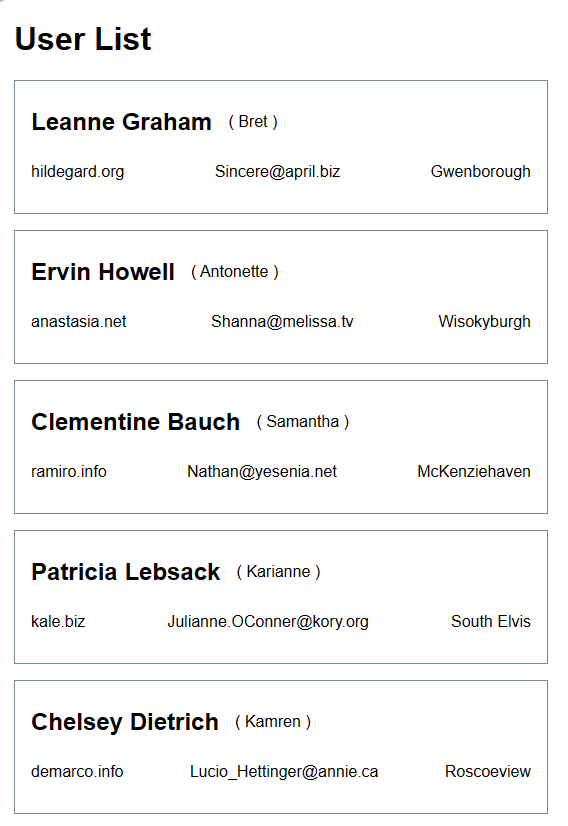 User List
Leanne Graham ( Bret )
hildegard.org Sincere@april.biz Gwenborough
Ervin Howell ( Antonette )
anastasia.net Shanna@melissa.tv Wisokyburgh
Clementine Bauch ( Samantha )
ramiro.info Nathan@yesenia.net McKenziehaven
Patricia Lebsack ( Karianne )
kale.biz Julianne.OConner@kory.org South Elvis
Chelsey Dietrich ( Kamren )
demarco.info Lucio_Hettinger@annie.ca Roscoeview